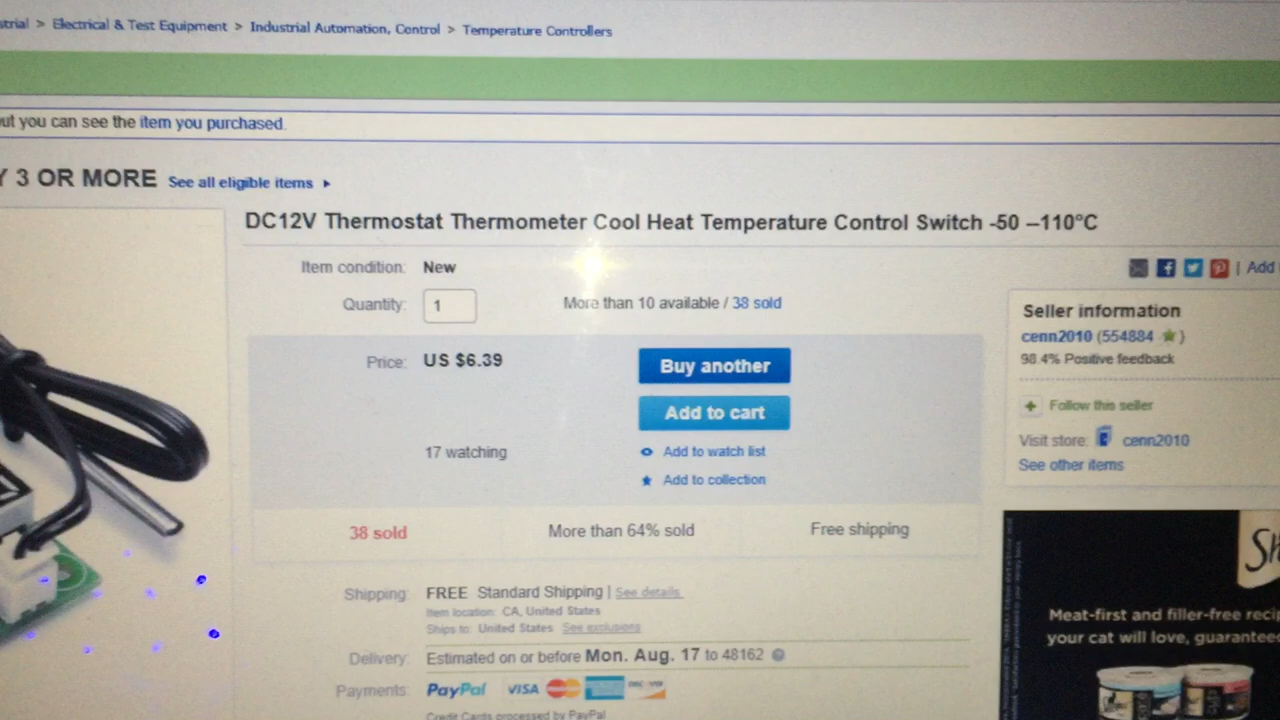 strial > Electrical & Test Equipment > Industrial Automation, Control > Temperature Controllers
out you can see the item you purchased.
Y 3 OR MORE See all eligible items
DC12V Thermostat Thermometer Cool Heat Temperature Control Switch -50 –110°C
Item condition: New
| Add
Quantity: 1 More than 10 available / 38 sold
Seller information
cenn2010 (554884 )
98.4% Positive feedback
Price: US $6.39
Buy another
Add to cart
Follow this seller
17 watching
Add to watch list
Visit store: cenn2010
See other items
Add to collection
38 sold More than 64% sold Free shipping
Shipping: FREE Standard Shipping | See details
Item location: CA, United States
Ships to: United States See exclusions
Delivery: Estimated on or before Mon. Aug. 17 to 48162
Payments: PayPal VISA DISCOVER
Credit Cards processed by PayPal
Sh
Meat-first and filler-free recip
your cat will love, guarantee